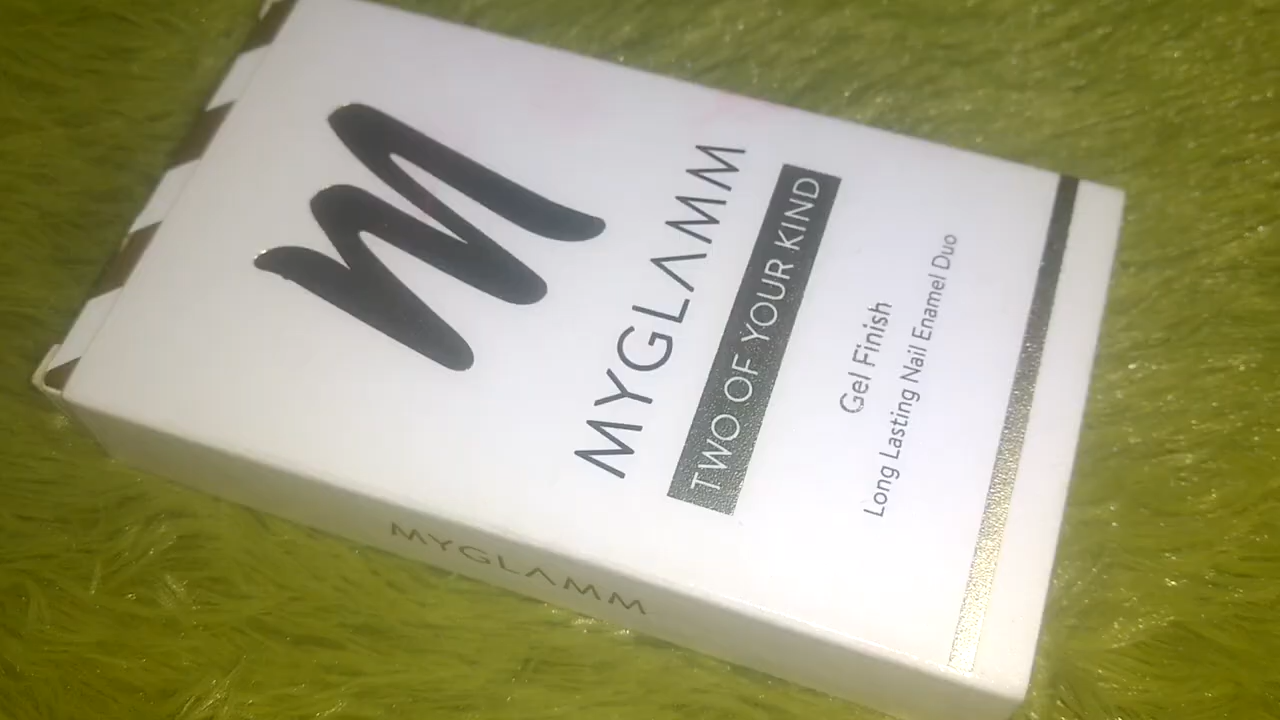 M
MYGLAMM
TWO OF YOUR KIND
Gel Finish
Long Lasting Nail Enamel Duo
MYGLAMM